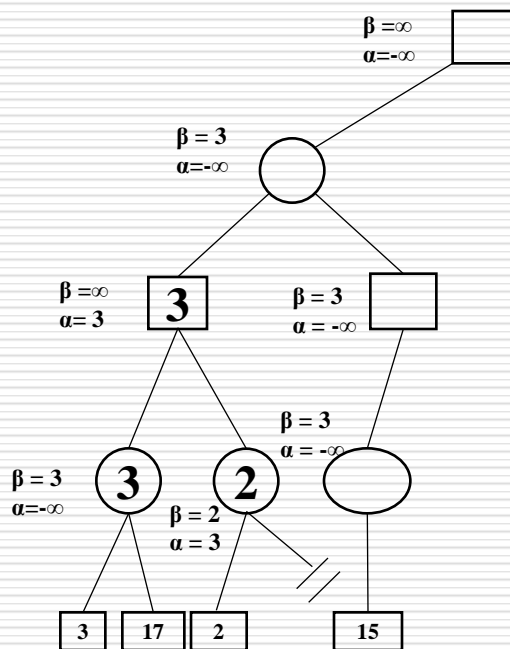 β =∞
α=-∞
β = 3
α=-∞
β =∞
α= 3
3
β = 3
α = -∞
β = 3
α = -∞
β = 3
α=-∞
3
2
β = 2
α = 3
3
17
2
15